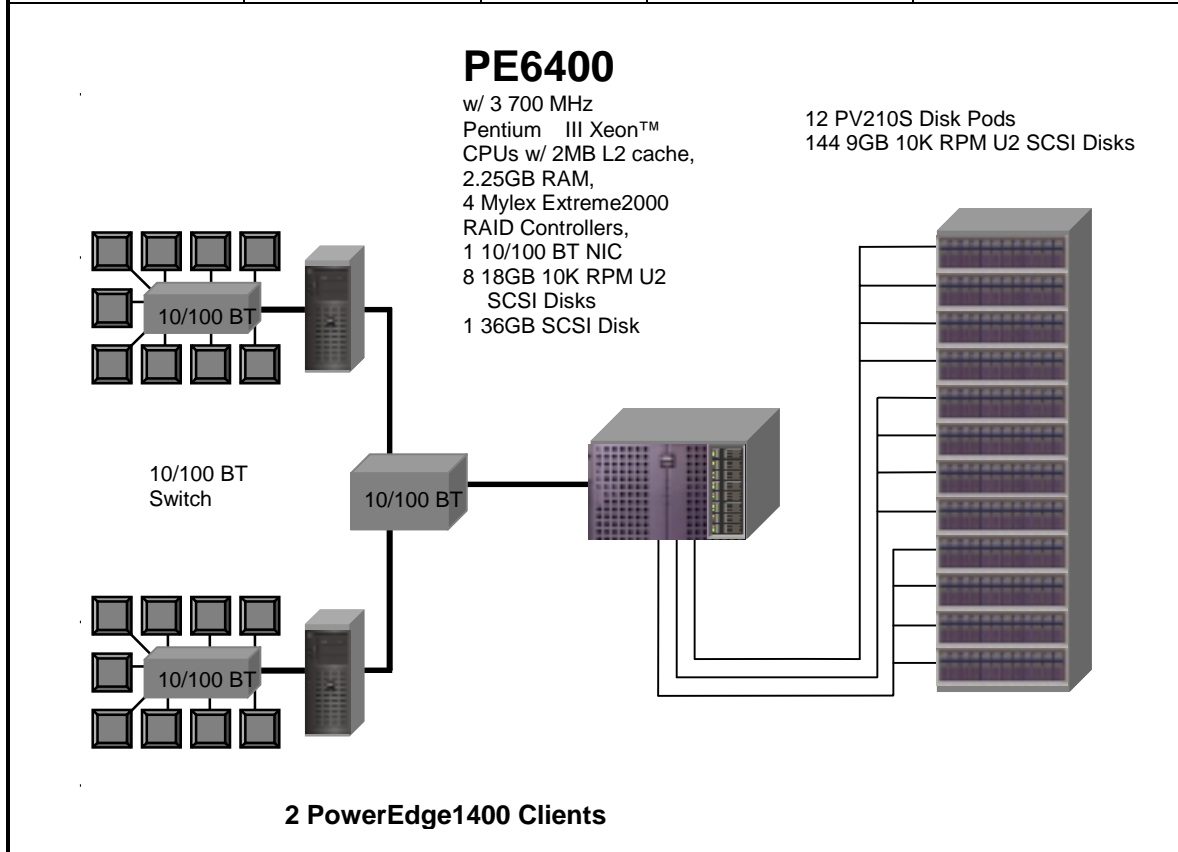 PE6400
w/ 3 700 MHz
Pentium III Xeon™
CPUs w/ 2MB L2 cache,
2.25GB RAM,
4 Mylex Extreme2000
RAID Controllers,
1 10/100 BT NIC
8 18GB 10K RPM U2
SCSI Disks
1 36GB SCSI Disk
12 PV210S Disk Pods
144 9GB 10K RPM U2 SCSI Disks
10/100 BT
10/100 BT
Switch
10/100 BT
10/100 BT
2 PowerEdge1400 Clients